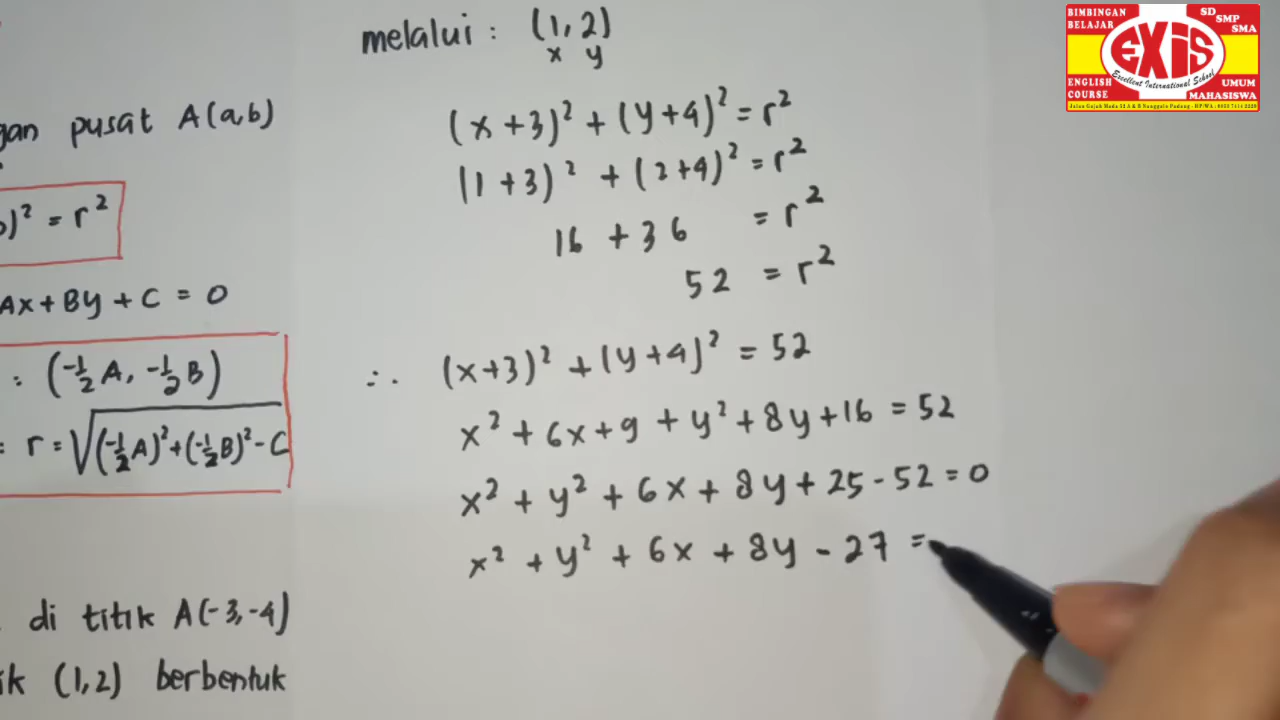 gan pusat A(a,b)
)² = r²
Ax + By + C = 0
: (-½A, -½B)
= r = √(-½A)² + (-½B)² - C
di titik A(-3,-4)
ik (1,2) berbentuk
melalui : (1,2)
x y
(x+3)² + (y+4)² = r²
(1+3)² + (2+4)² = r²
16 + 36 = r²
52 = r²
∴ (x+3)² + (y+4)² = 52
x² + 6x + 9 + y² + 8y + 16 = 52
x² + y² + 6x + 8y + 25 - 52 = 0
x² + y² + 6x + 8y - 27 =
BIMBINGAN BELAJAR
SD SMP SMA
EXIS
Excellent International School
ENGLISH COURSE
UMUM MAHASISWA